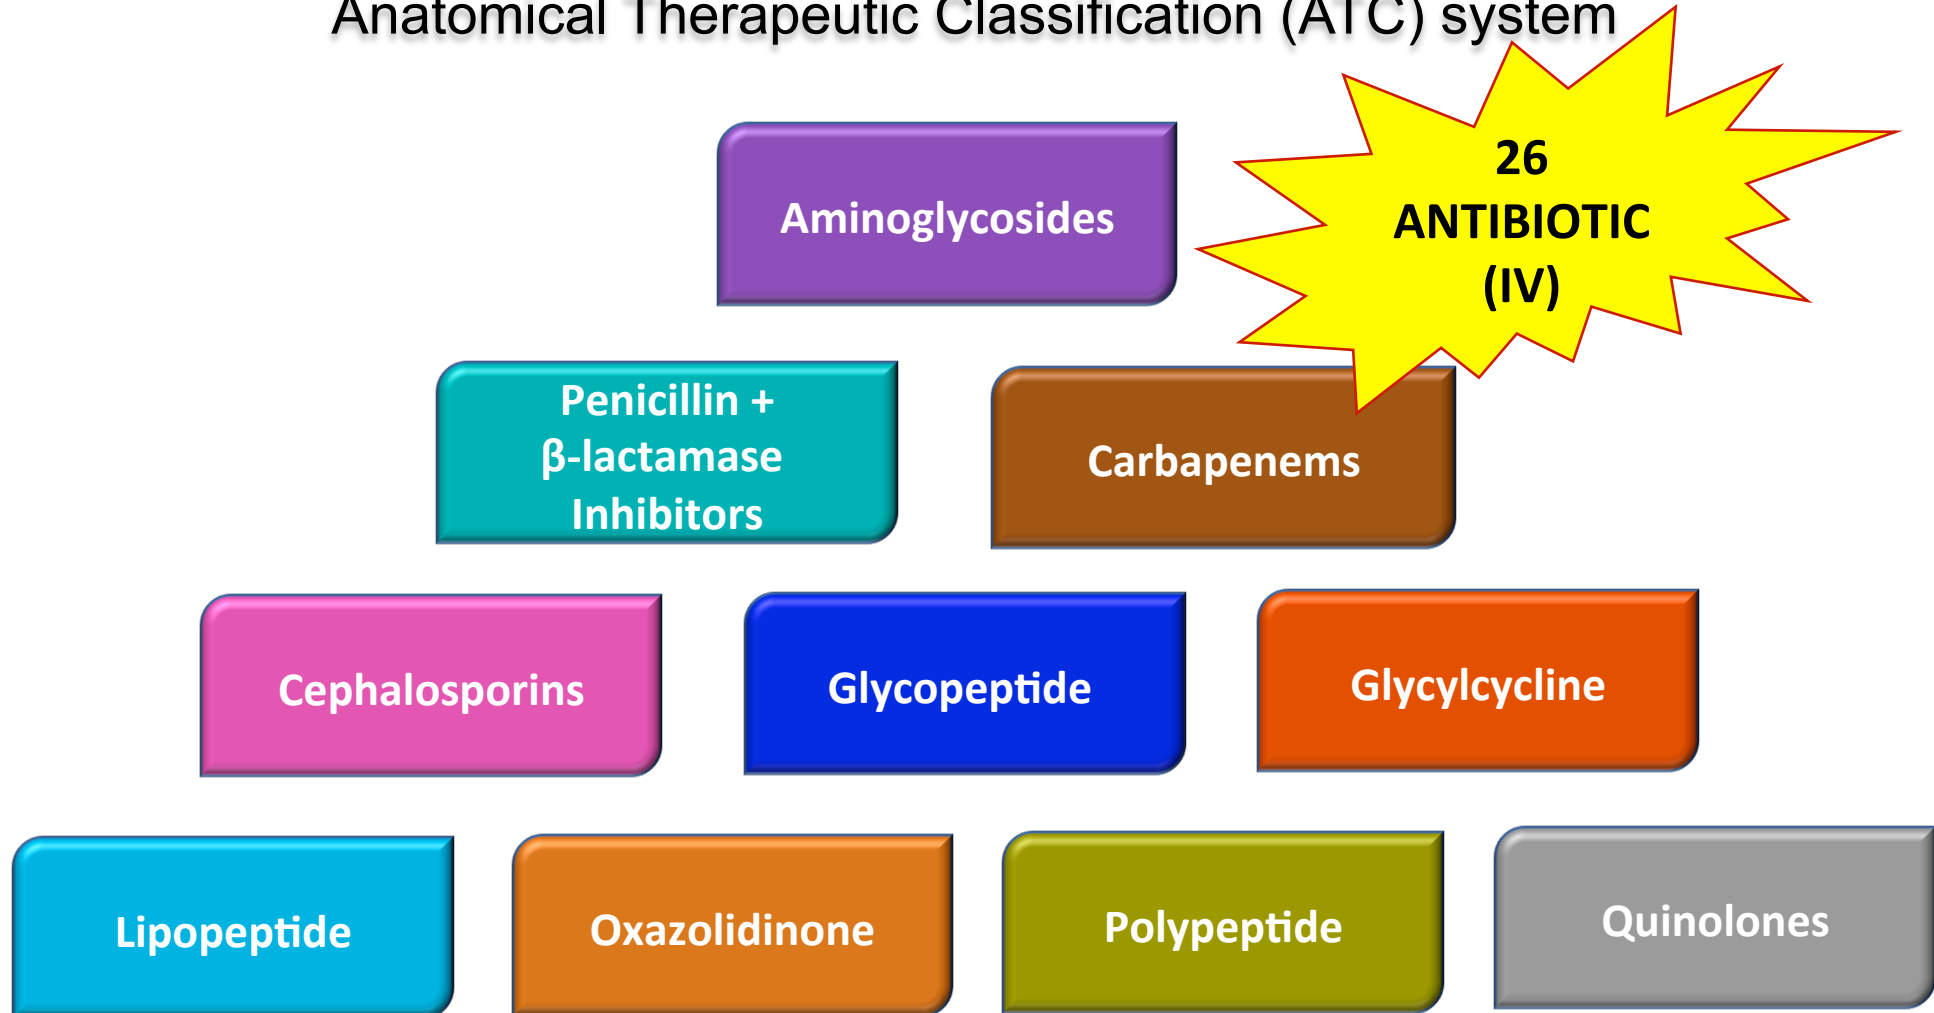 Anatomical Therapeutic Classification (ATC) system
26
ANTIBIOTIC
(IV)
Aminoglycosides
Penicillin +
β-lactamase
Inhibitors
Carbapenems
Cephalosporins
Glycopeptide
Glycylcycline
Lipopeptide
Oxazolidinone
Polypeptide
Quinolones